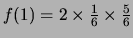 f(1) = 2 × 1/6 × 5/6